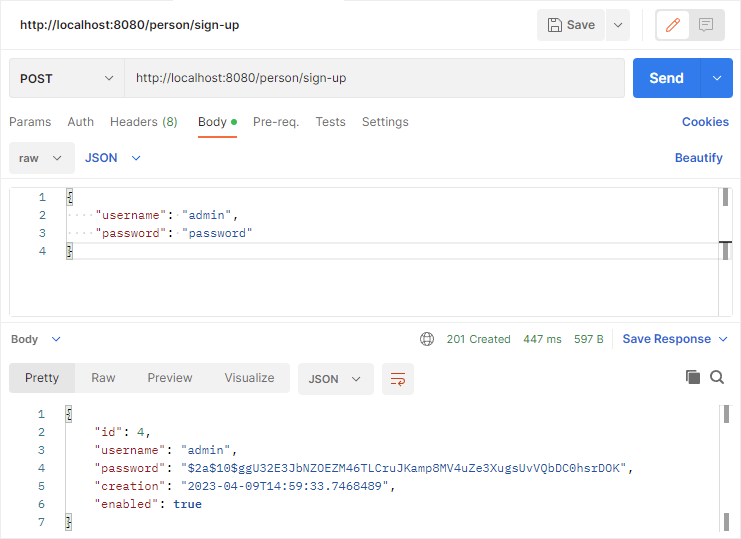 http://localhost:8080/person/sign-up
Save
POST
http://localhost:8080/person/sign-up
Send
Params Auth Headers (8) Body Pre-req. Tests Settings Cookies
raw JSON Beautify
1 {
2 "username": "admin",
3 "password": "password"
4 }
Body 201 Created 447 ms 597 B Save Response
Pretty Raw Preview Visualize JSON
1 {
2 "id": 4,
3 "username": "admin",
4 "password": "$2a$10$ggU32E3JbNZOEZM46TLCruJKamp8MV4uZe3XugsUvVQbDC0hsrDOK",
5 "creation": "2023-04-09T14:59:33.7468489",
6 "enabled": true
7 }